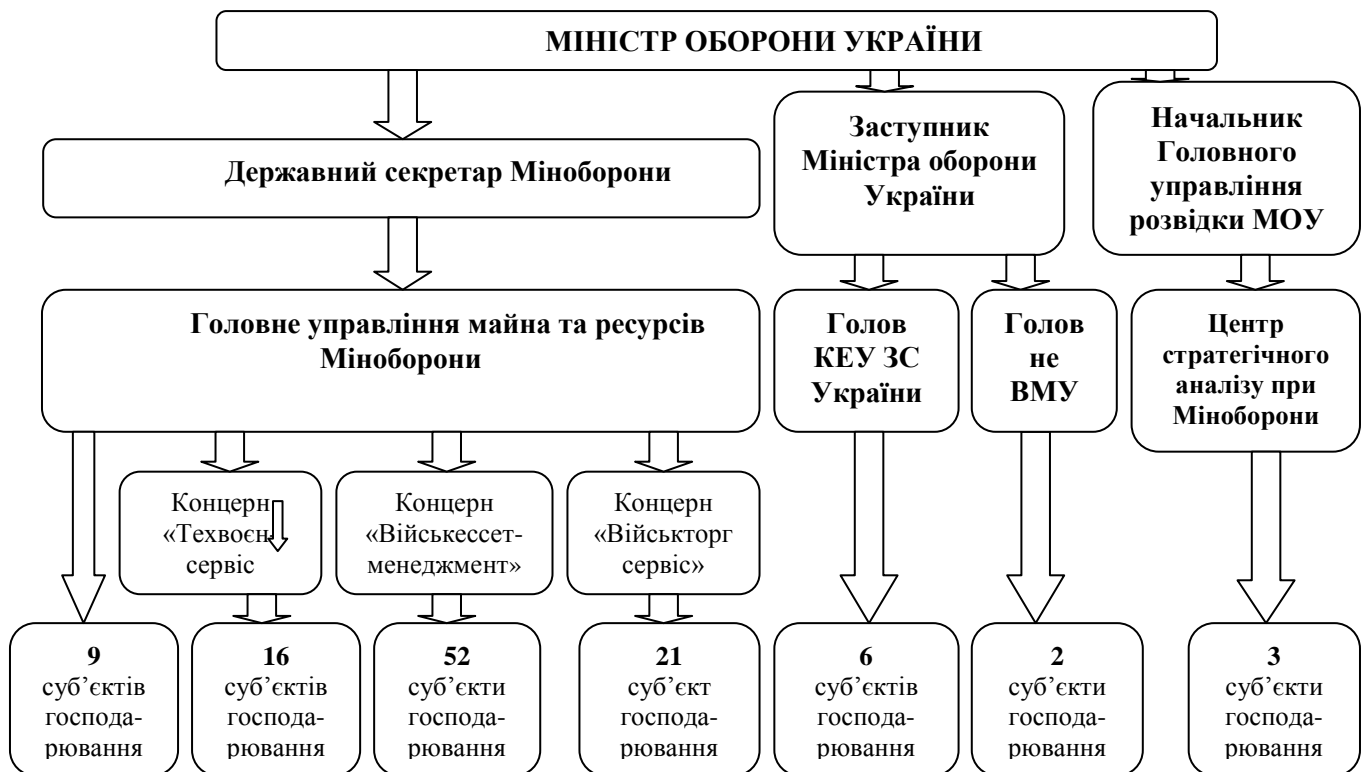 МІНІСТР ОБОРОНИ УКРАЇНИ
Державний секретар Міноборони
Заступник
Міністра оборони
України
Начальник
Головного
управління
розвідки МОУ
Головне управління майна та ресурсів
Міноборони
Голов
КЕУ ЗС
України
Голов
не
ВМУ
Центр
стратегічного
аналізу при
Міноборони
Концерн
«Техвоєн-
сервіс
Концерн
«Військессет-
менеджмент»
Концерн
«Військторг
сервіс»
9
суб’єктів
господа-
рювання
16
суб’єктів
господа-
рювання
52
суб’єкти
господа-
рювання
21
суб’єкт
господа-
рювання
6
суб’єктів
господа-
рювання
2
суб’єкти
господа-
рювання
3
суб’єкти
господа-
рювання